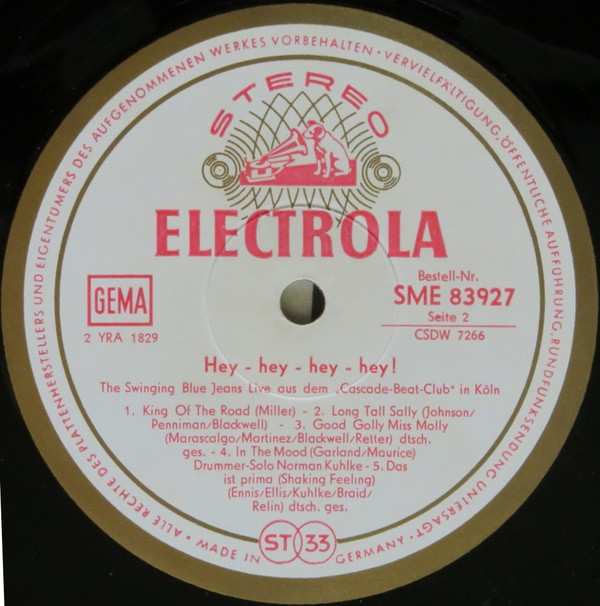 ALLE RECHTE DES PLATTENHERSTELLERS UND EIGENTÜMERS DES AUFGENOMMENEN WERKES VORBEHALTEN · VERVIELFÄLTIGUNG, ÖFFENTLICHE AUFFÜHRUNG, RUNDFUNKSENDUNG UNTERSAGT ·
STEREO
ELECTROLA
GEMA
2 YRA 1829
Bestell-Nr.
SME 83927
Seite 2
CSDW 7266
Hey - hey - hey - hey!
The Swinging Blue Jeans Live aus dem „Cascade-Beat-Club" in Köln
1. King Of The Road (Miller) - 2. Long Tall Sally (Johnson/
Penniman/Blackwell) - 3. Good Golly Miss Molly
(Marascalgo/Martinez/Blackwell/Retter) dtsch.
ges. - 4. In The Mood (Garland/Maurice)
Drummer-Solo Norman Kuhlke - 5. Das
ist prima (Shaking Feeling)
(Ennis/Ellis/Kuhlke/Braid/
Relin) dtsch. ges.
MADE IN GERMANY
ST 33